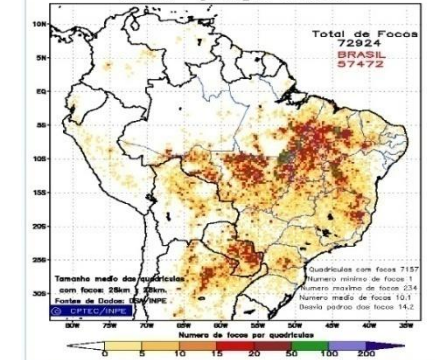 Total de Focos
72924
BRASIL
57472
10N
5N
EQ
5S
10S
15S
20S
25S
30S
Tamanho medio das quadriculas
com focos: 28km
28km.
Fontes de Dados: DSA/INPE
© CPTEC/INPE
Quadriculas com focos 7157
Numero minimo de focos 1
Numero maximo de focos 234
Numero medio de focos 10.1
Desvio padrao dos focos 14.2
80W 75W 70W 65W 60W 55W 50W 45W 40W 35W
Numero de focos por quadriculas
0 5 10 15 20 50 100 200